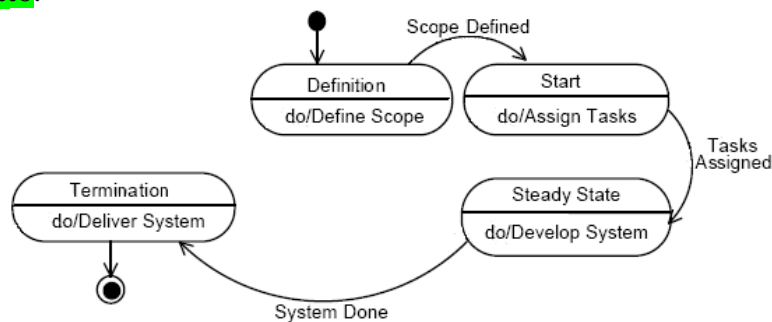 Scope Defined
Definition
do/Define Scope
Start
do/Assign Tasks
Tasks
Assigned
Steady State
do/Develop System
Termination
do/Deliver System
System Done